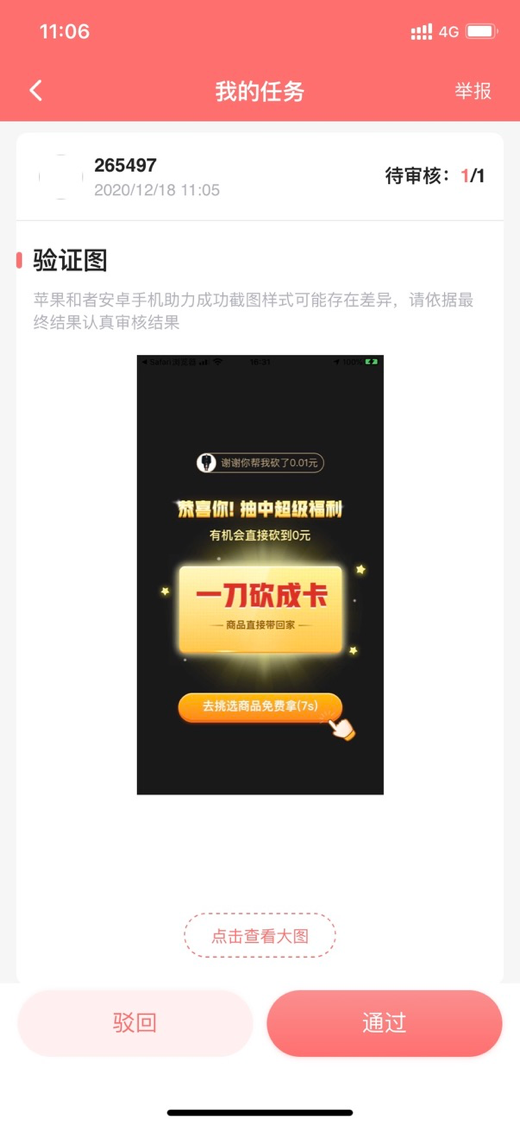 11:06
4G
我的任务
举报
265497
2020/12/18 11:05
待审核：1/1
验证图
苹果和者安卓手机助力成功截图样式可能存在差异，请依据最
终结果认真审核结果
16:21
100%
谢谢你帮我砍了0.01元
恭喜你！抽中超级福利
有机会直接砍到0元
一刀砍成卡
商品直接带回家
去挑选商品免费拿(7s)
点击查看大图
驳回
通过